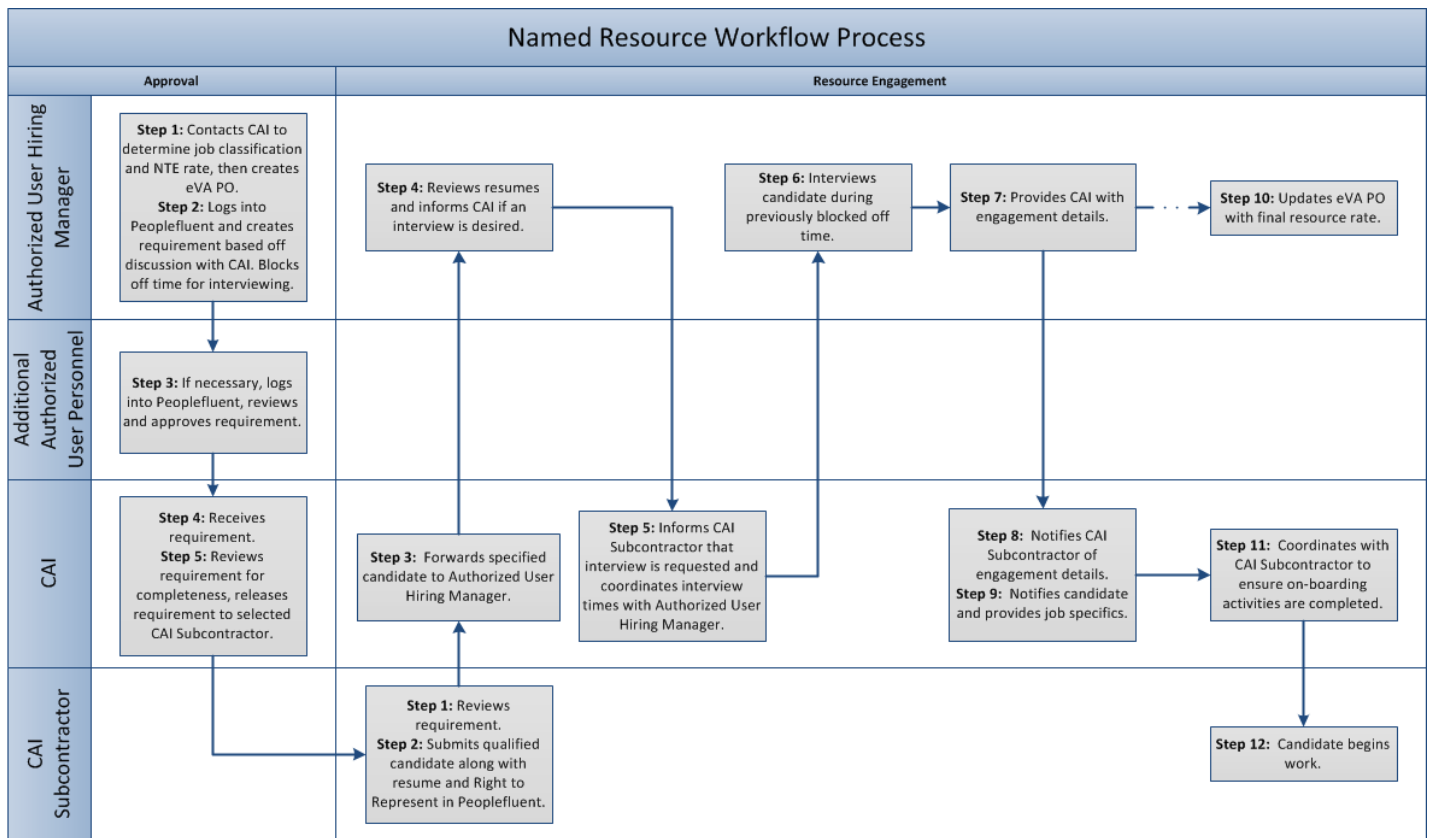 Named Resource Workflow Process
Approval
Resource Engagement
Authorized User Hiring
Manager
Step 1: Contacts CAI to
determine job classification
and NTE rate, then creates
eVA PO.
Step 2: Logs into
Peoplefluent and creates
requirement based off
discussion with CAI. Blocks
off time for interviewing.
Step 4: Reviews resumes
and informs CAI if an
interview is desired.
Step 6: Interviews
candidate during
previously blocked off
time.
Step 7: Provides CAI with
engagement details.
Step 10: Updates eVA PO
with final resource rate.
Additional
Authorized
User Personnel
Step 3: If necessary, logs
into Peoplefluent, reviews
and approves requirement.
CAI
Step 4: Receives
requirement.
Step 5: Reviews
requirement for
completeness, releases
requirement to selected
CAI Subcontractor.
Step 3: Forwards specified
candidate to Authorized User
Hiring Manager.
Step 5: Informs CAI
Subcontractor that
interview is requested and
coordinates interview
times with Authorized User
Hiring Manager.
Step 8: Notifies CAI
Subcontractor of
engagement details.
Step 9: Notifies candidate
and provides job specifics.
Step 11: Coordinates with
CAI Subcontractor to
ensure on-boarding
activities are completed.
CAI
Subcontractor
Step 1: Reviews
requirement.
Step 2: Submits qualified
candidate along with
resume and Right to
Represent in Peoplefluent.
Step 12: Candidate begins
work.